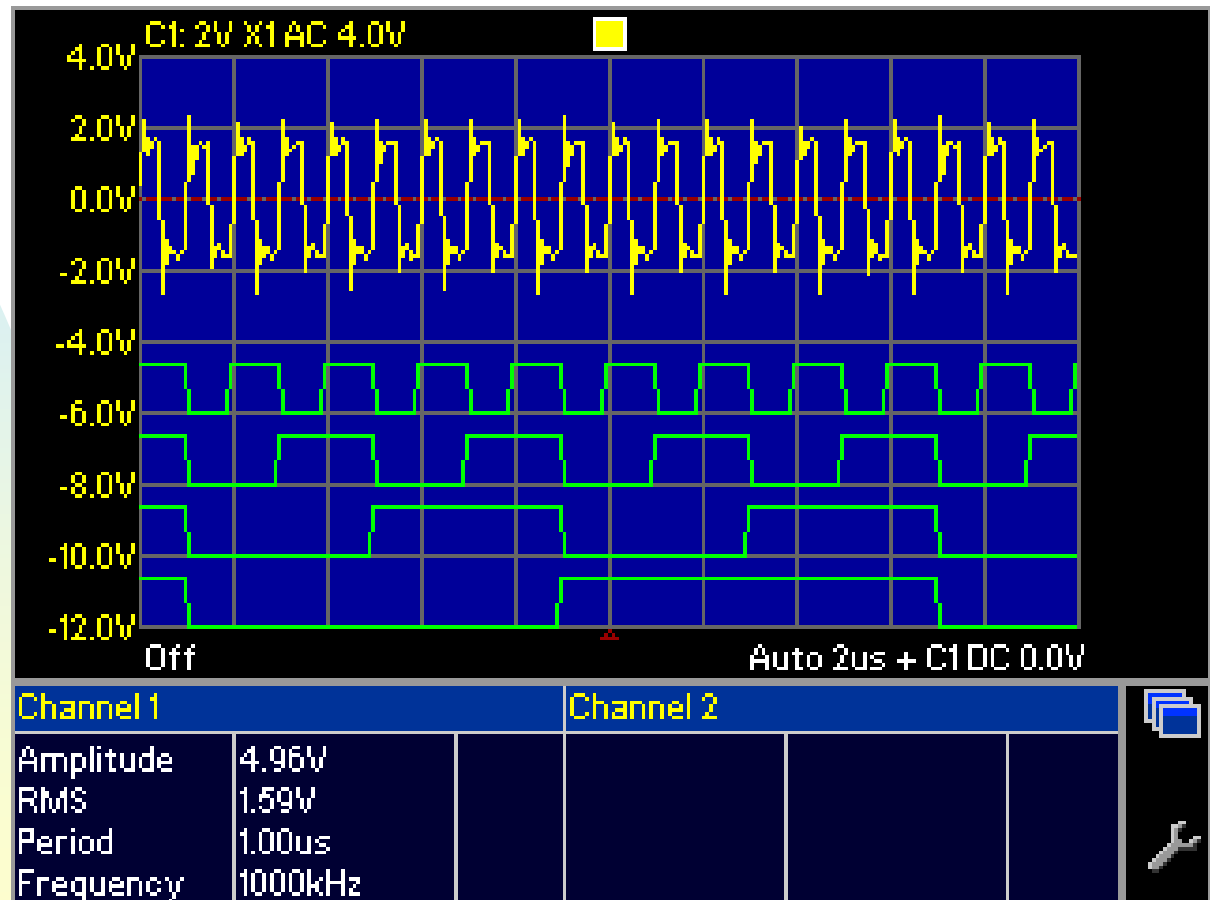 C1: 2V X1 AC 4.0V
4.0V
2.0V
0.0V
-2.0V
-4.0V
-6.0V
-8.0V
-10.0V
-12.0V
Off
Auto 2us + C1 DC 0.0V
Channel 1
Channel 2
Amplitude 4.96V
RMS 1.59V
Period 1.00us
Frequency 1000kHz